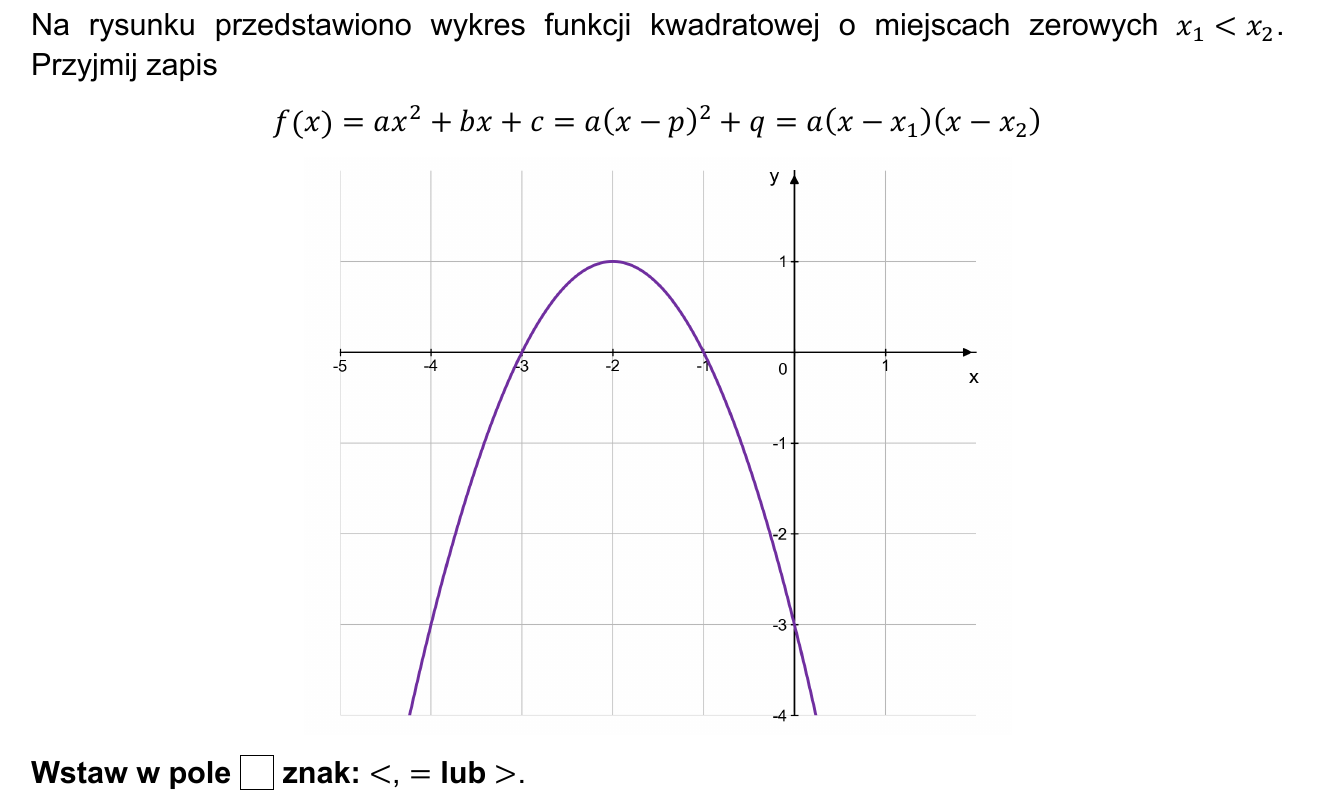 Na rysunku przedstawiono wykres funkcji kwadratowej o miejscach zerowych x₁ < x₂.
Przyjmij zapis
f(x) = ax² + bx + c = a(x − p)² + q = a(x − x₁)(x − x₂)
y
1
-5 -4 -3 -2 -1 0 1
x
-1
-2
-3
-4
Wstaw w pole □ znak: <, = lub >.